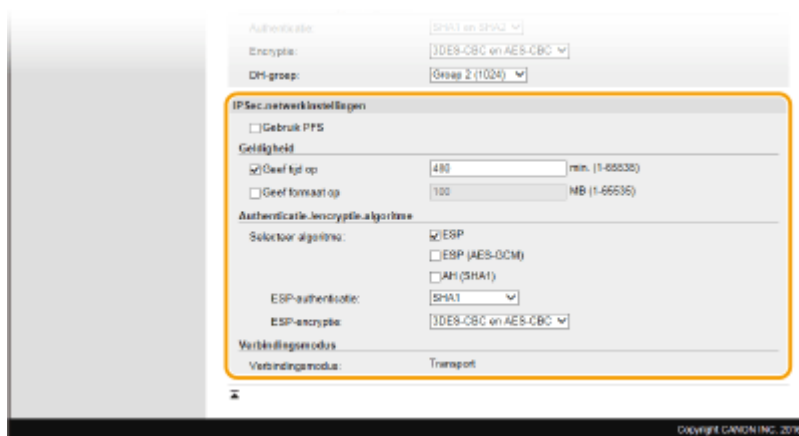 Authenticatie: SHA1 en SHA2
Encryptie: 3DES-CBC en AES-CBC
DH-groep: Groep 2 (1024)
IPSec-netwerkinstellingen
Gebruik PFS
Geldigheid
Geef tijd op 480 min. (1-65535)
Geef formaat op 100 MB (1-65535)
Authenticatie-/encryptie-algoritme
Selecteer algoritme: ESP
ESP (AES-GCM)
AH (SHA1)
ESP-authenticatie: SHA1
ESP-encryptie: 3DES-CBC en AES-CBC
Verbindingsmodus
Verbindingsmodus: Transport
Copyright CANON INC. 2016